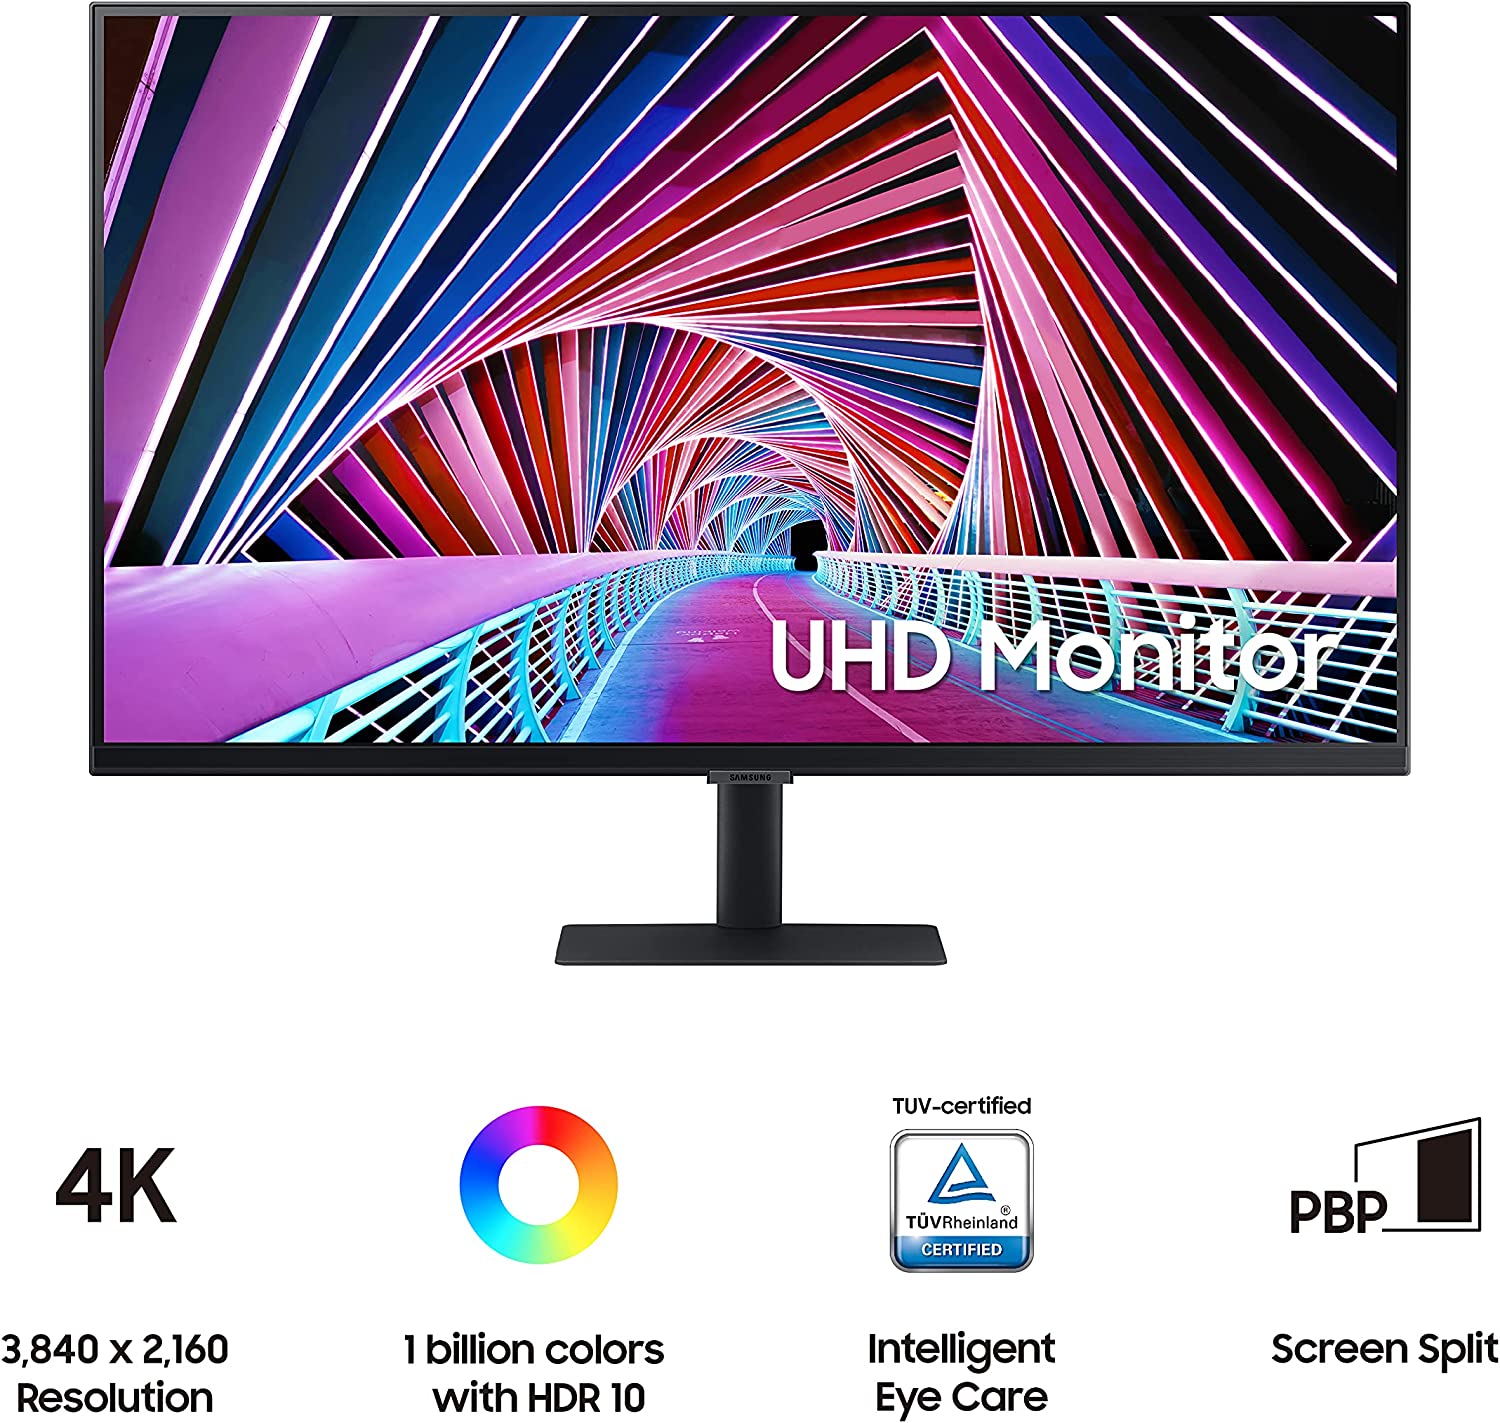 UHD Monitor
SAMSUNG
TUV-certified
4K
TÜVRheinland®
CERTIFIED
PBP
3,840 x 2,160
Resolution
1 billion colors
with HDR 10
Intelligent
Eye Care
Screen Split